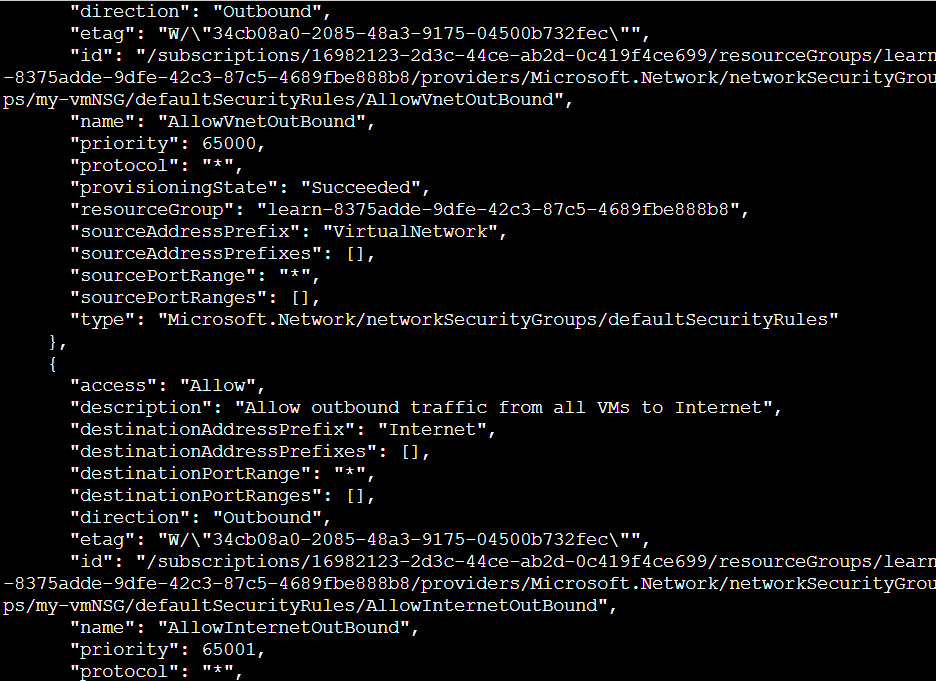 "direction": "Outbound",
"etag": "W/\"34cb08a0-2085-48a3-9175-04500b732fec\"",
"id": "/subscriptions/16982123-2d3c-44ce-ab2d-0c419f4ce699/resourceGroups/learn
-8375adde-9dfe-42c3-87c5-4689fbe888b8/providers/Microsoft.Network/networkSecurityGrou
ps/my-vmNSG/defaultSecurityRules/AllowVnetOutBound",
"name": "AllowVnetOutBound",
"priority": 65000,
"protocol": "*",
"provisioningState": "Succeeded",
"resourceGroup": "learn-8375adde-9dfe-42c3-87c5-4689fbe888b8",
"sourceAddressPrefix": "VirtualNetwork",
"sourceAddressPrefixes": [],
"sourcePortRange": "*",
"sourcePortRanges": [],
"type": "Microsoft.Network/networkSecurityGroups/defaultSecurityRules"
},
{
"access": "Allow",
"description": "Allow outbound traffic from all VMs to Internet",
"destinationAddressPrefix": "Internet",
"destinationAddressPrefixes": [],
"destinationPortRange": "*",
"destinationPortRanges": [],
"direction": "Outbound",
"etag": "W/\"34cb08a0-2085-48a3-9175-04500b732fec\"",
"id": "/subscriptions/16982123-2d3c-44ce-ab2d-0c419f4ce699/resourceGroups/learn
-8375adde-9dfe-42c3-87c5-4689fbe888b8/providers/Microsoft.Network/networkSecurityGrou
ps/my-vmNSG/defaultSecurityRules/AllowInternetOutBound",
"name": "AllowInternetOutBound",
"priority": 65001,
"protocol": "*",